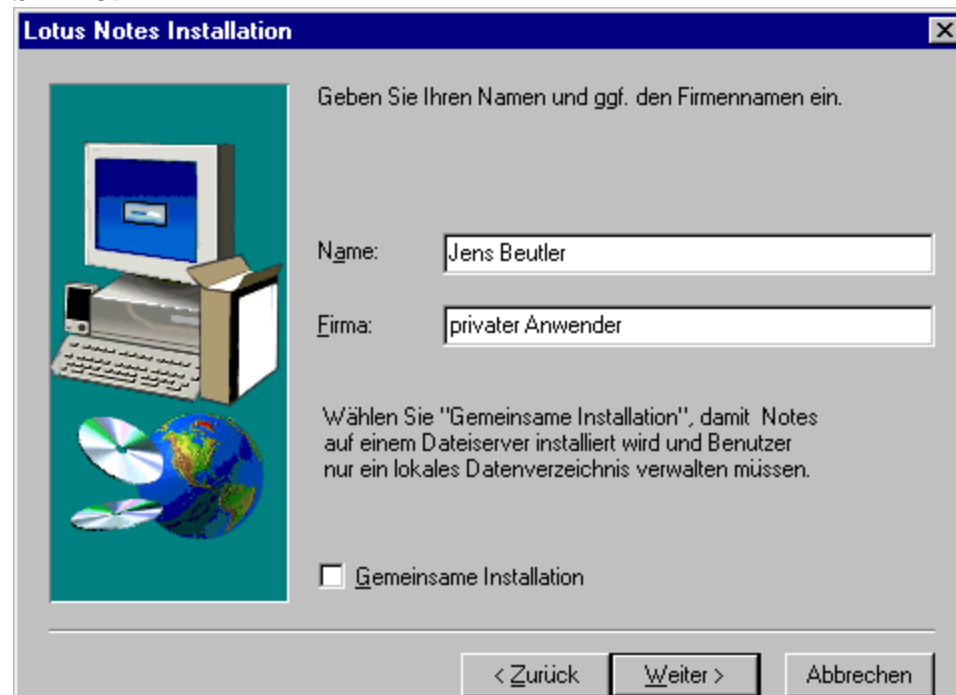 Lotus Notes Installation
Geben Sie Ihren Namen und ggf. den Firmennamen ein.
Name: Jens Beutler
Firma: privater Anwender
Wählen Sie "Gemeinsame Installation", damit Notes
auf einem Dateiserver installiert wird und Benutzer
nur ein lokales Datenverzeichnis verwalten müssen.
Gemeinsame Installation
< Zurück Weiter > Abbrechen